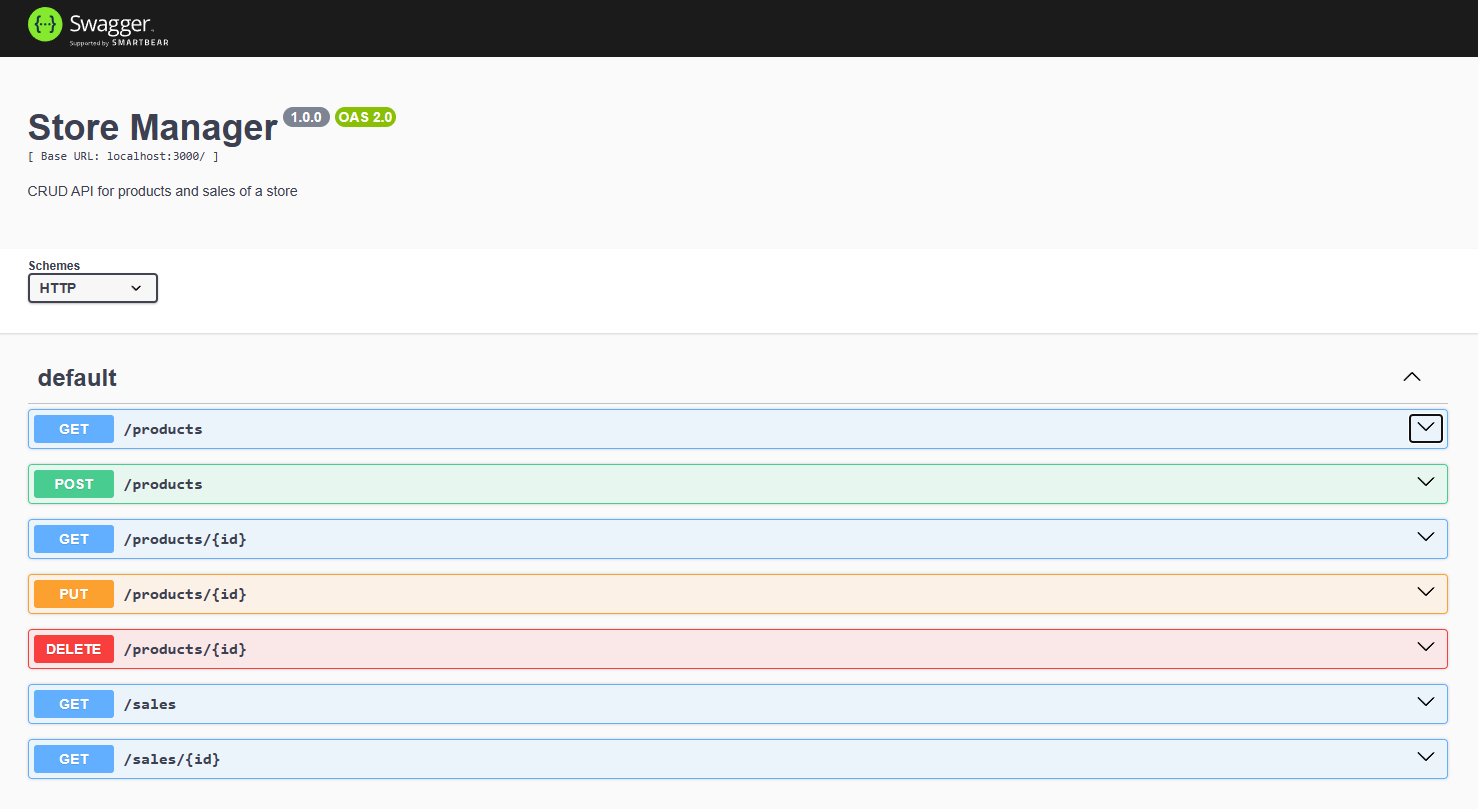 Swagger
Supported by SMARTBEAR
Store Manager 1.0.0 OAS 2.0
[ Base URL: localhost:3000/ ]
CRUD API for products and sales of a store
Schemes
HTTP
default
GET /products
POST /products
GET /products/{id}
PUT /products/{id}
DELETE /products/{id}
GET /sales
GET /sales/{id}